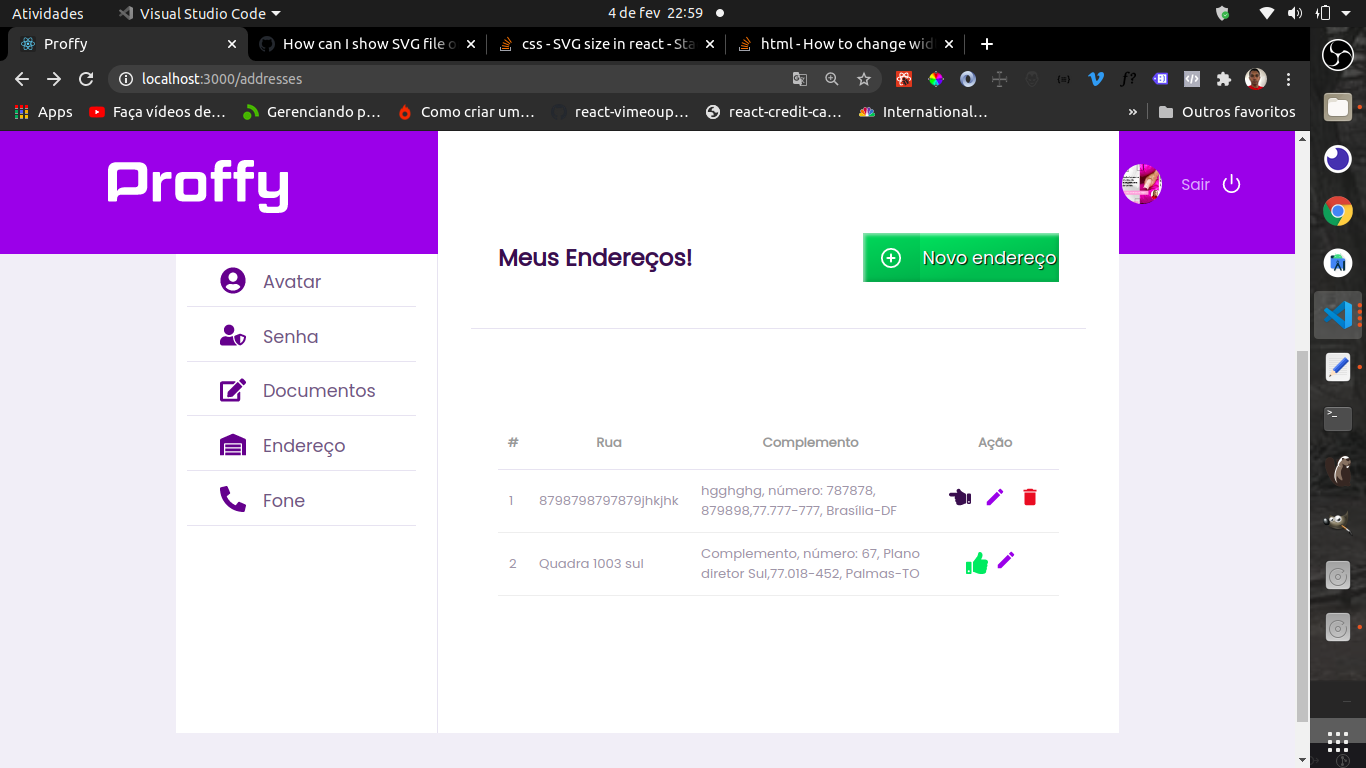 Atividades
Visual Studio Code
4 de fev 22:59
Proffy
How can I show SVG file o
css - SVG size in react - Sta
html - How to change wid
localhost:3000/addresses
Apps
Faça vídeos de…
Gerenciando p…
Como criar um…
react-vimeoup…
react-credit-ca…
International…
»
Outros favoritos
Proffy
Sair
Meus Endereços!
Novo endereço
Avatar
Senha
Documentos
Endereço
Fone
# Rua Complemento Ação
1 8798798797879jhkjhk hgghghg, número: 787878,
879898,77.777-777, Brasília-DF
2 Quadra 1003 sul Complemento, número: 67, Plano
diretor Sul,77.018-452, Palmas-TO